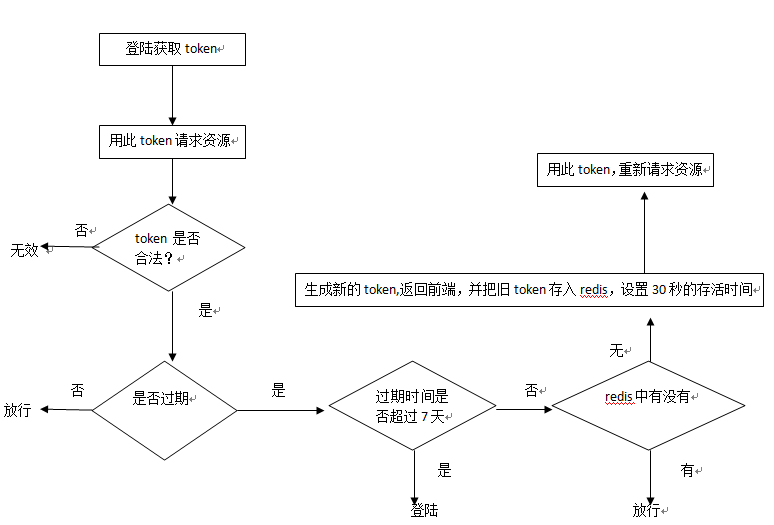 登陆获取 token
用此 token 请求资源
用此 token，重新请求资源
否
token 是否
合法？
无效
生成新的 token,返回前端，并把旧 token 存入 redis，设置 30 秒的存活时间
是
无
否
是否过期
是
过期时间是
否超过 7 天
否
redis 中有没有
放行
是
有
登陆
放行